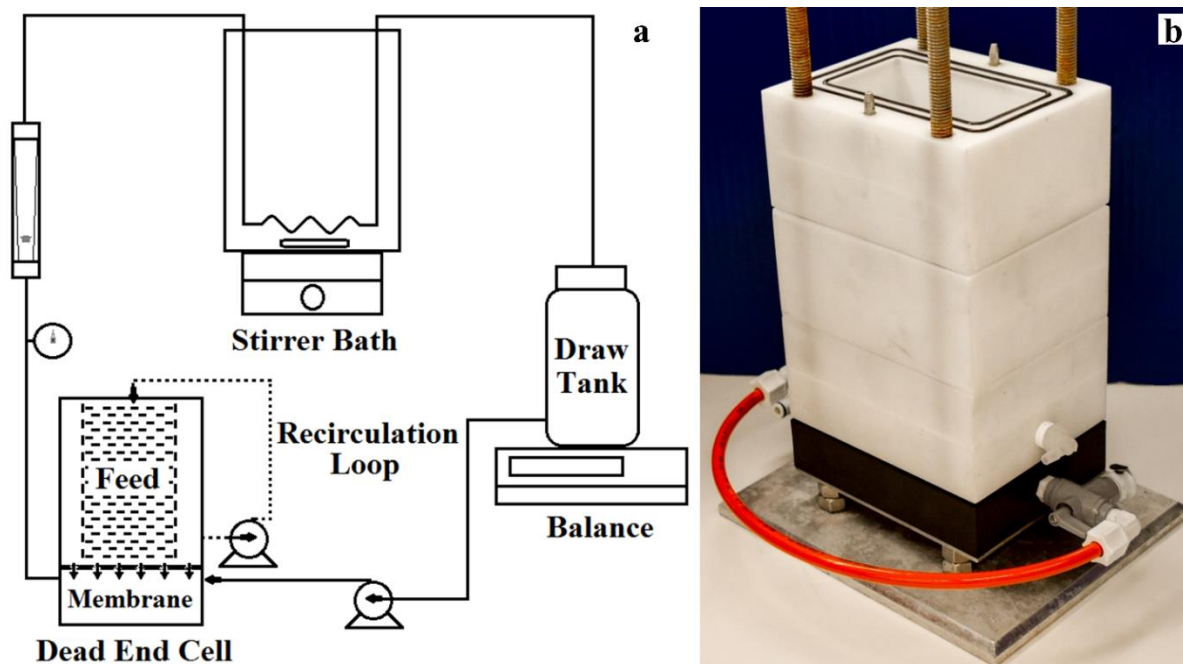 a
b
Stirrer Bath
Draw
Tank
Recirculation
Loop
Feed
Balance
Membrane
Dead End Cell